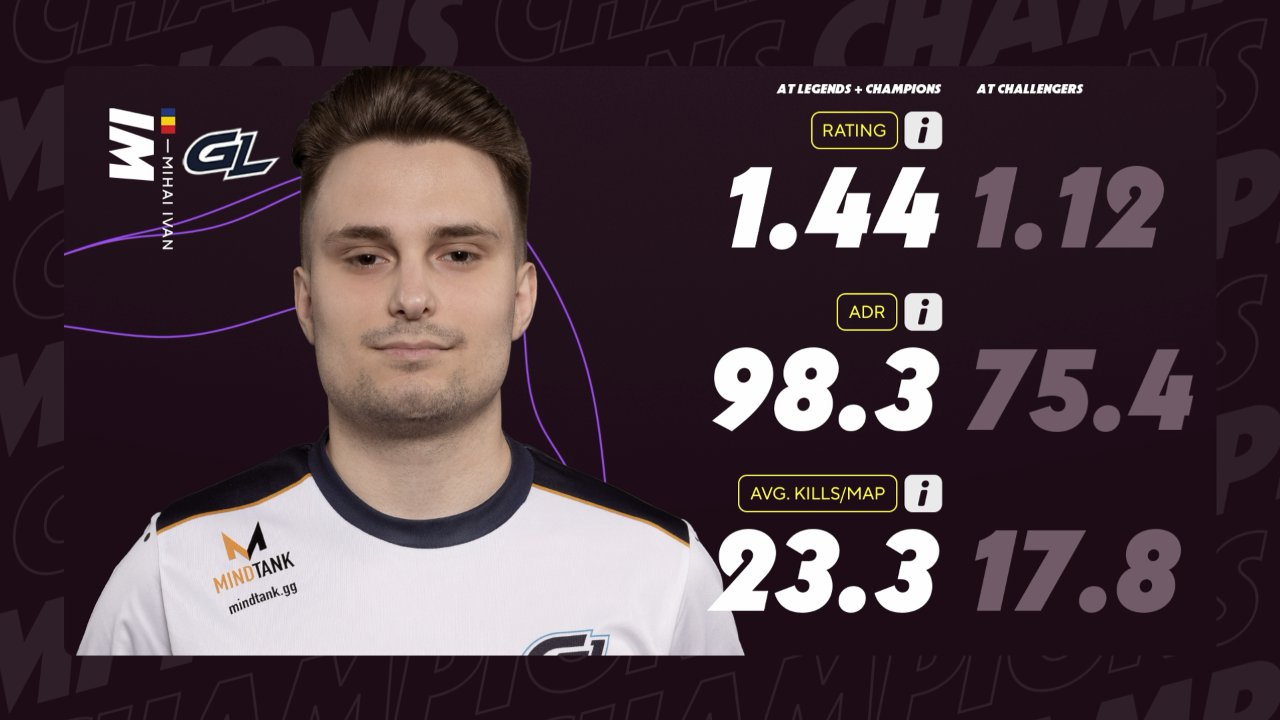 IM
— MIHAI IVAN
GL
AT LEGENDS + CHAMPIONS
AT CHALLENGERS
RATING i
1.44 1.12
ADR i
98.3 75.4
AVG. KILLS/MAP i
23.3 17.8
MINDTANK
mindtank.gg
GL
CHAMPIONS